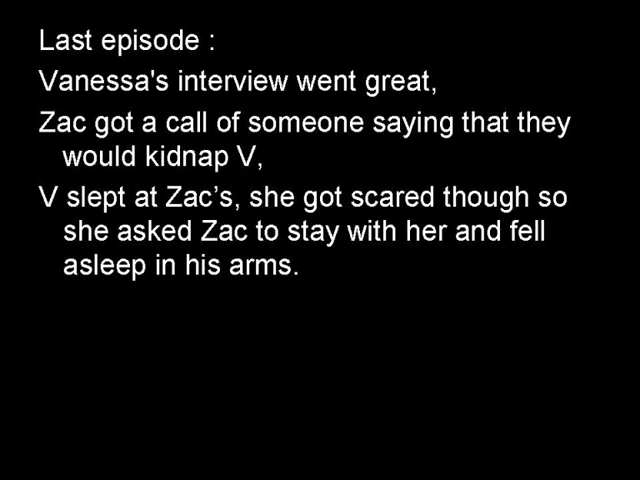 Last episode :
Vanessa's interview went great,
Zac got a call of someone saying that they
would kidnap V,
V slept at Zac’s, she got scared though so
she asked Zac to stay with her and fell
asleep in his arms.